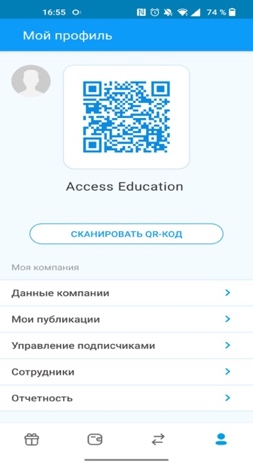 16:55
74 %
Мой профиль
Access Education
СКАНИРОВАТЬ QR-КОД
Моя компания
Данные компании
Мои публикации
Управление подписчиками
Сотрудники
Отчетность